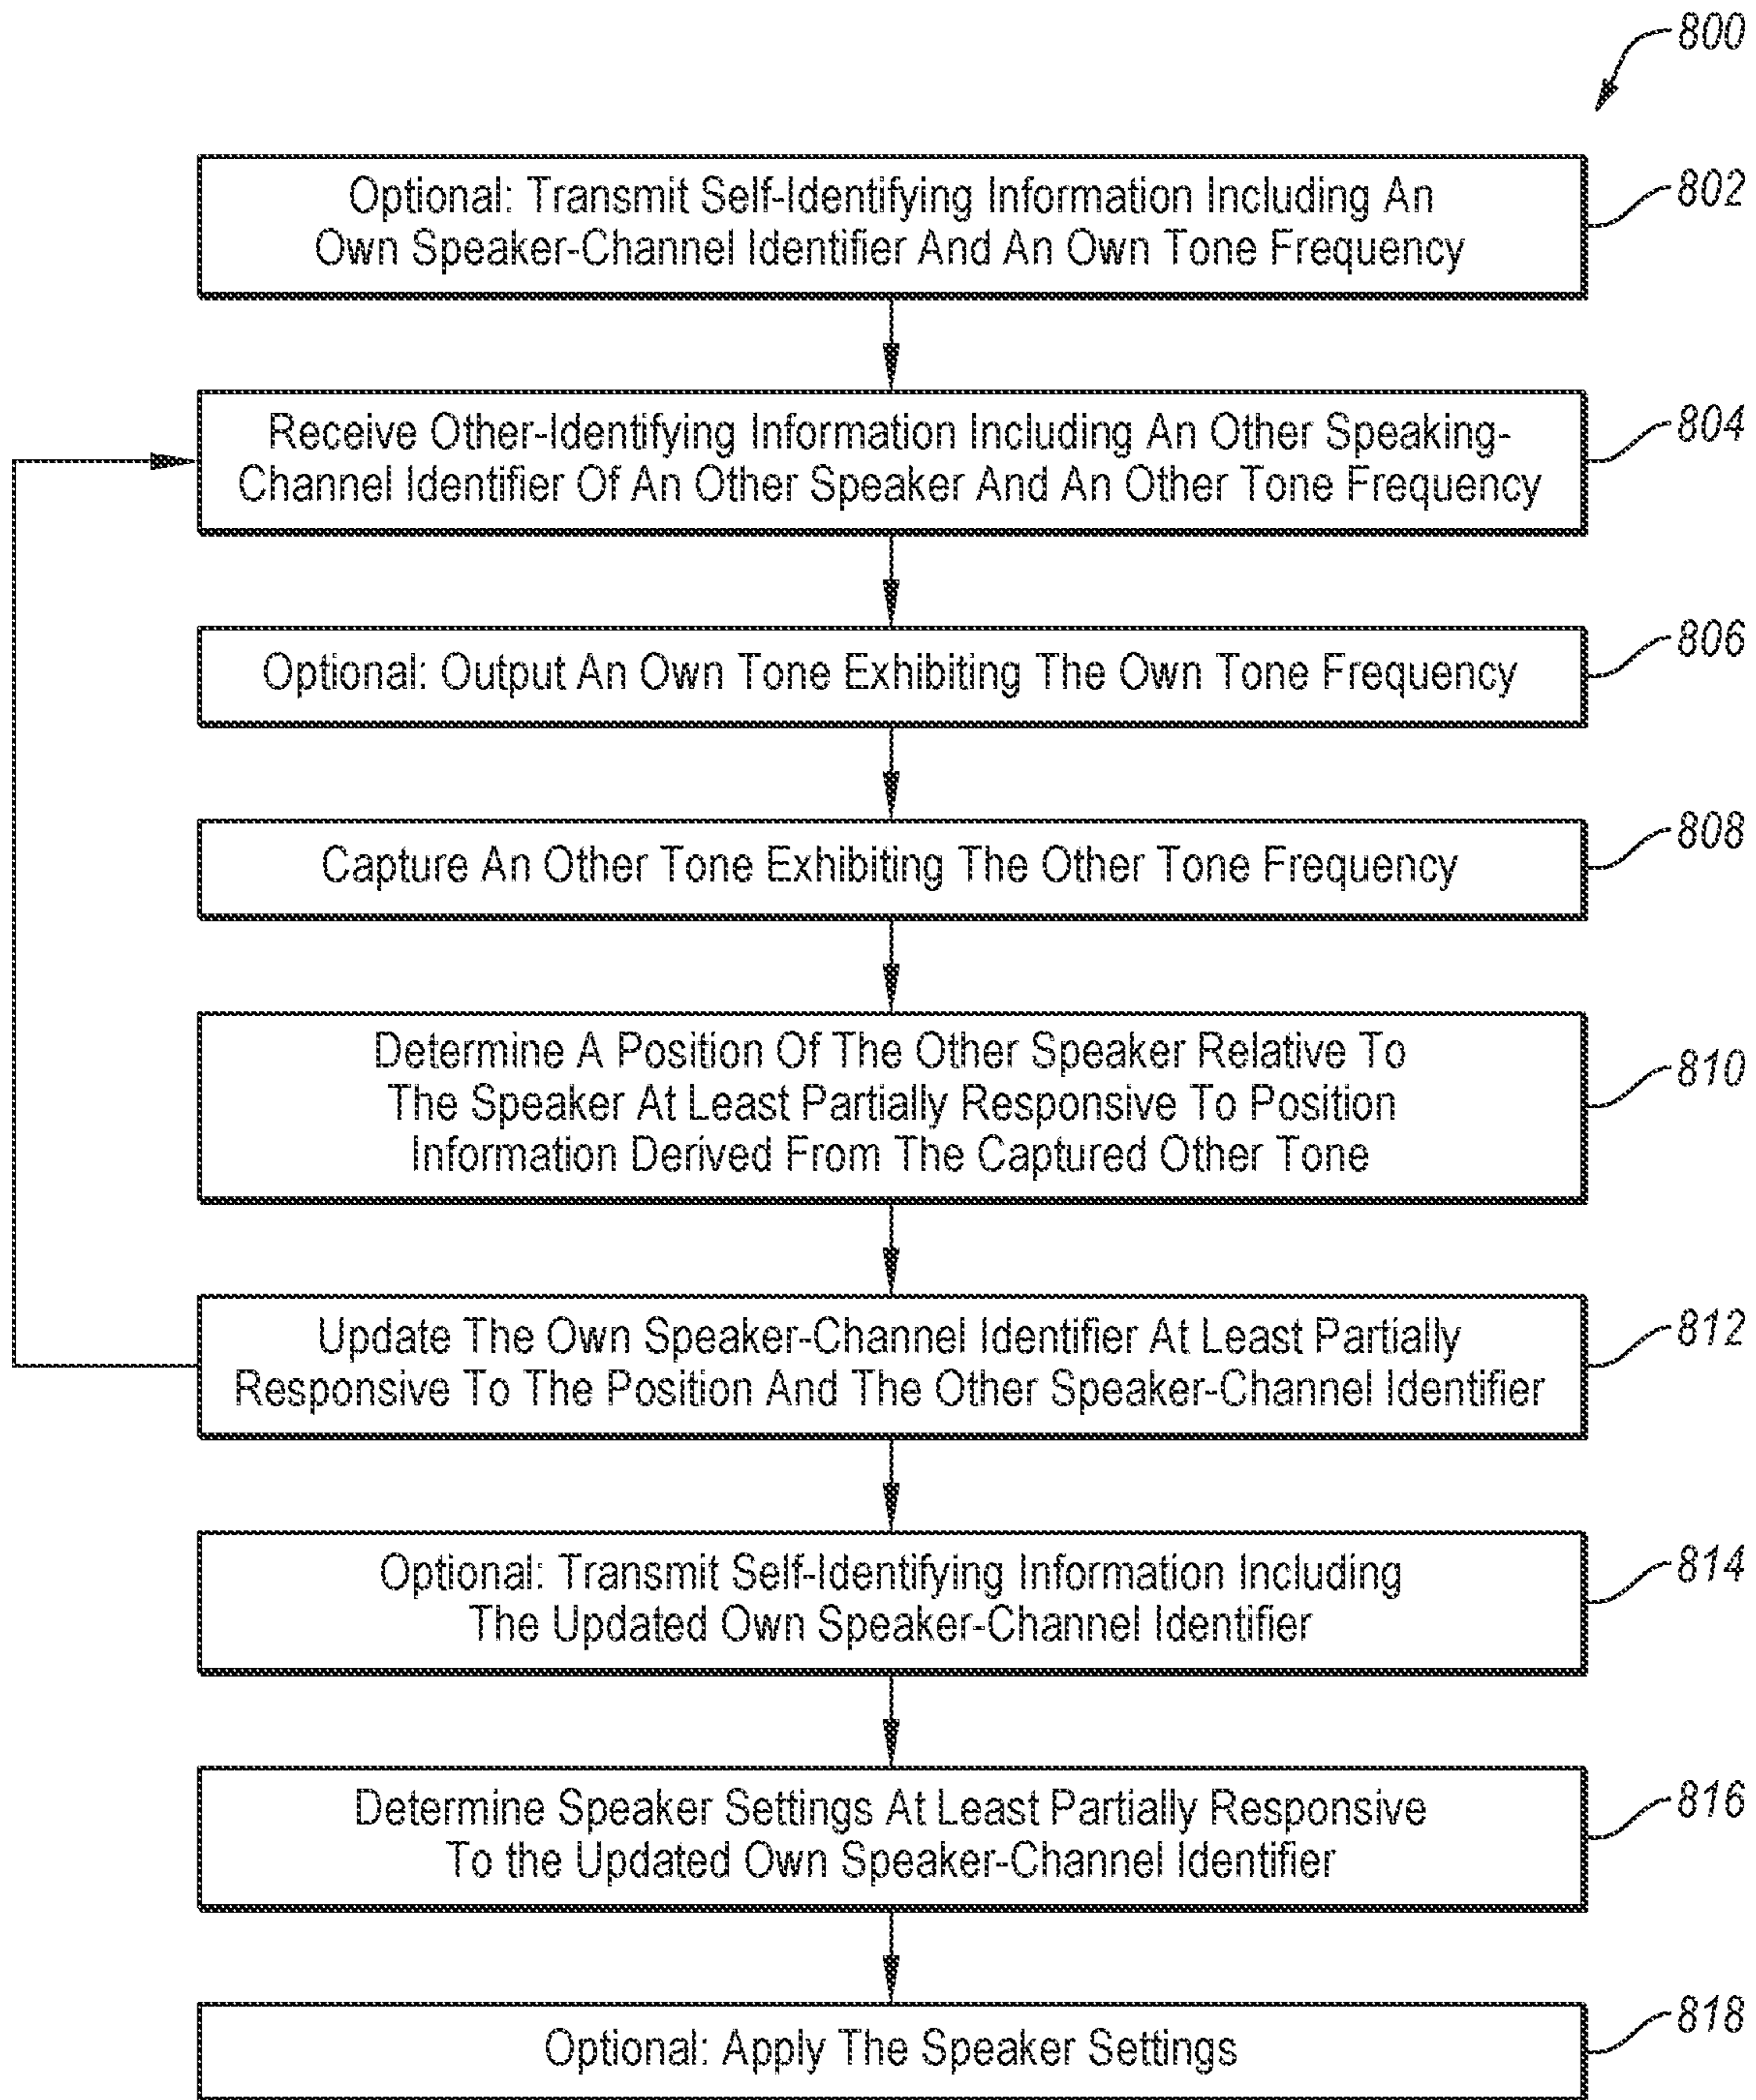 800
Optional: Transmit Self-Identifying Information Including An
Own Speaker-Channel Identifier And An Own Tone Frequency
802
Receive Other-Identifying Information Including An Other Speaking-
Channel Identifier Of An Other Speaker And An Other Tone Frequency
804
Optional: Output An Own Tone Exhibiting The Own Tone Frequency
806
Capture An Other Tone Exhibiting The Other Tone Frequency
808
Determine A Position Of The Other Speaker Relative To
The Speaker At Least Partially Responsive To Position
Information Derived From The Captured Other Tone
810
Update The Own Speaker-Channel Identifier At Least Partially
Responsive To The Position And The Other Speaker-Channel Identifier
812
Optional: Transmit Self-Identifying Information Including
The Updated Own Speaker-Channel Identifier
814
Determine Speaker Settings At Least Partially Responsive
To the Updated Own Speaker-Channel Identifier
816
Optional: Apply The Speaker Settings
818